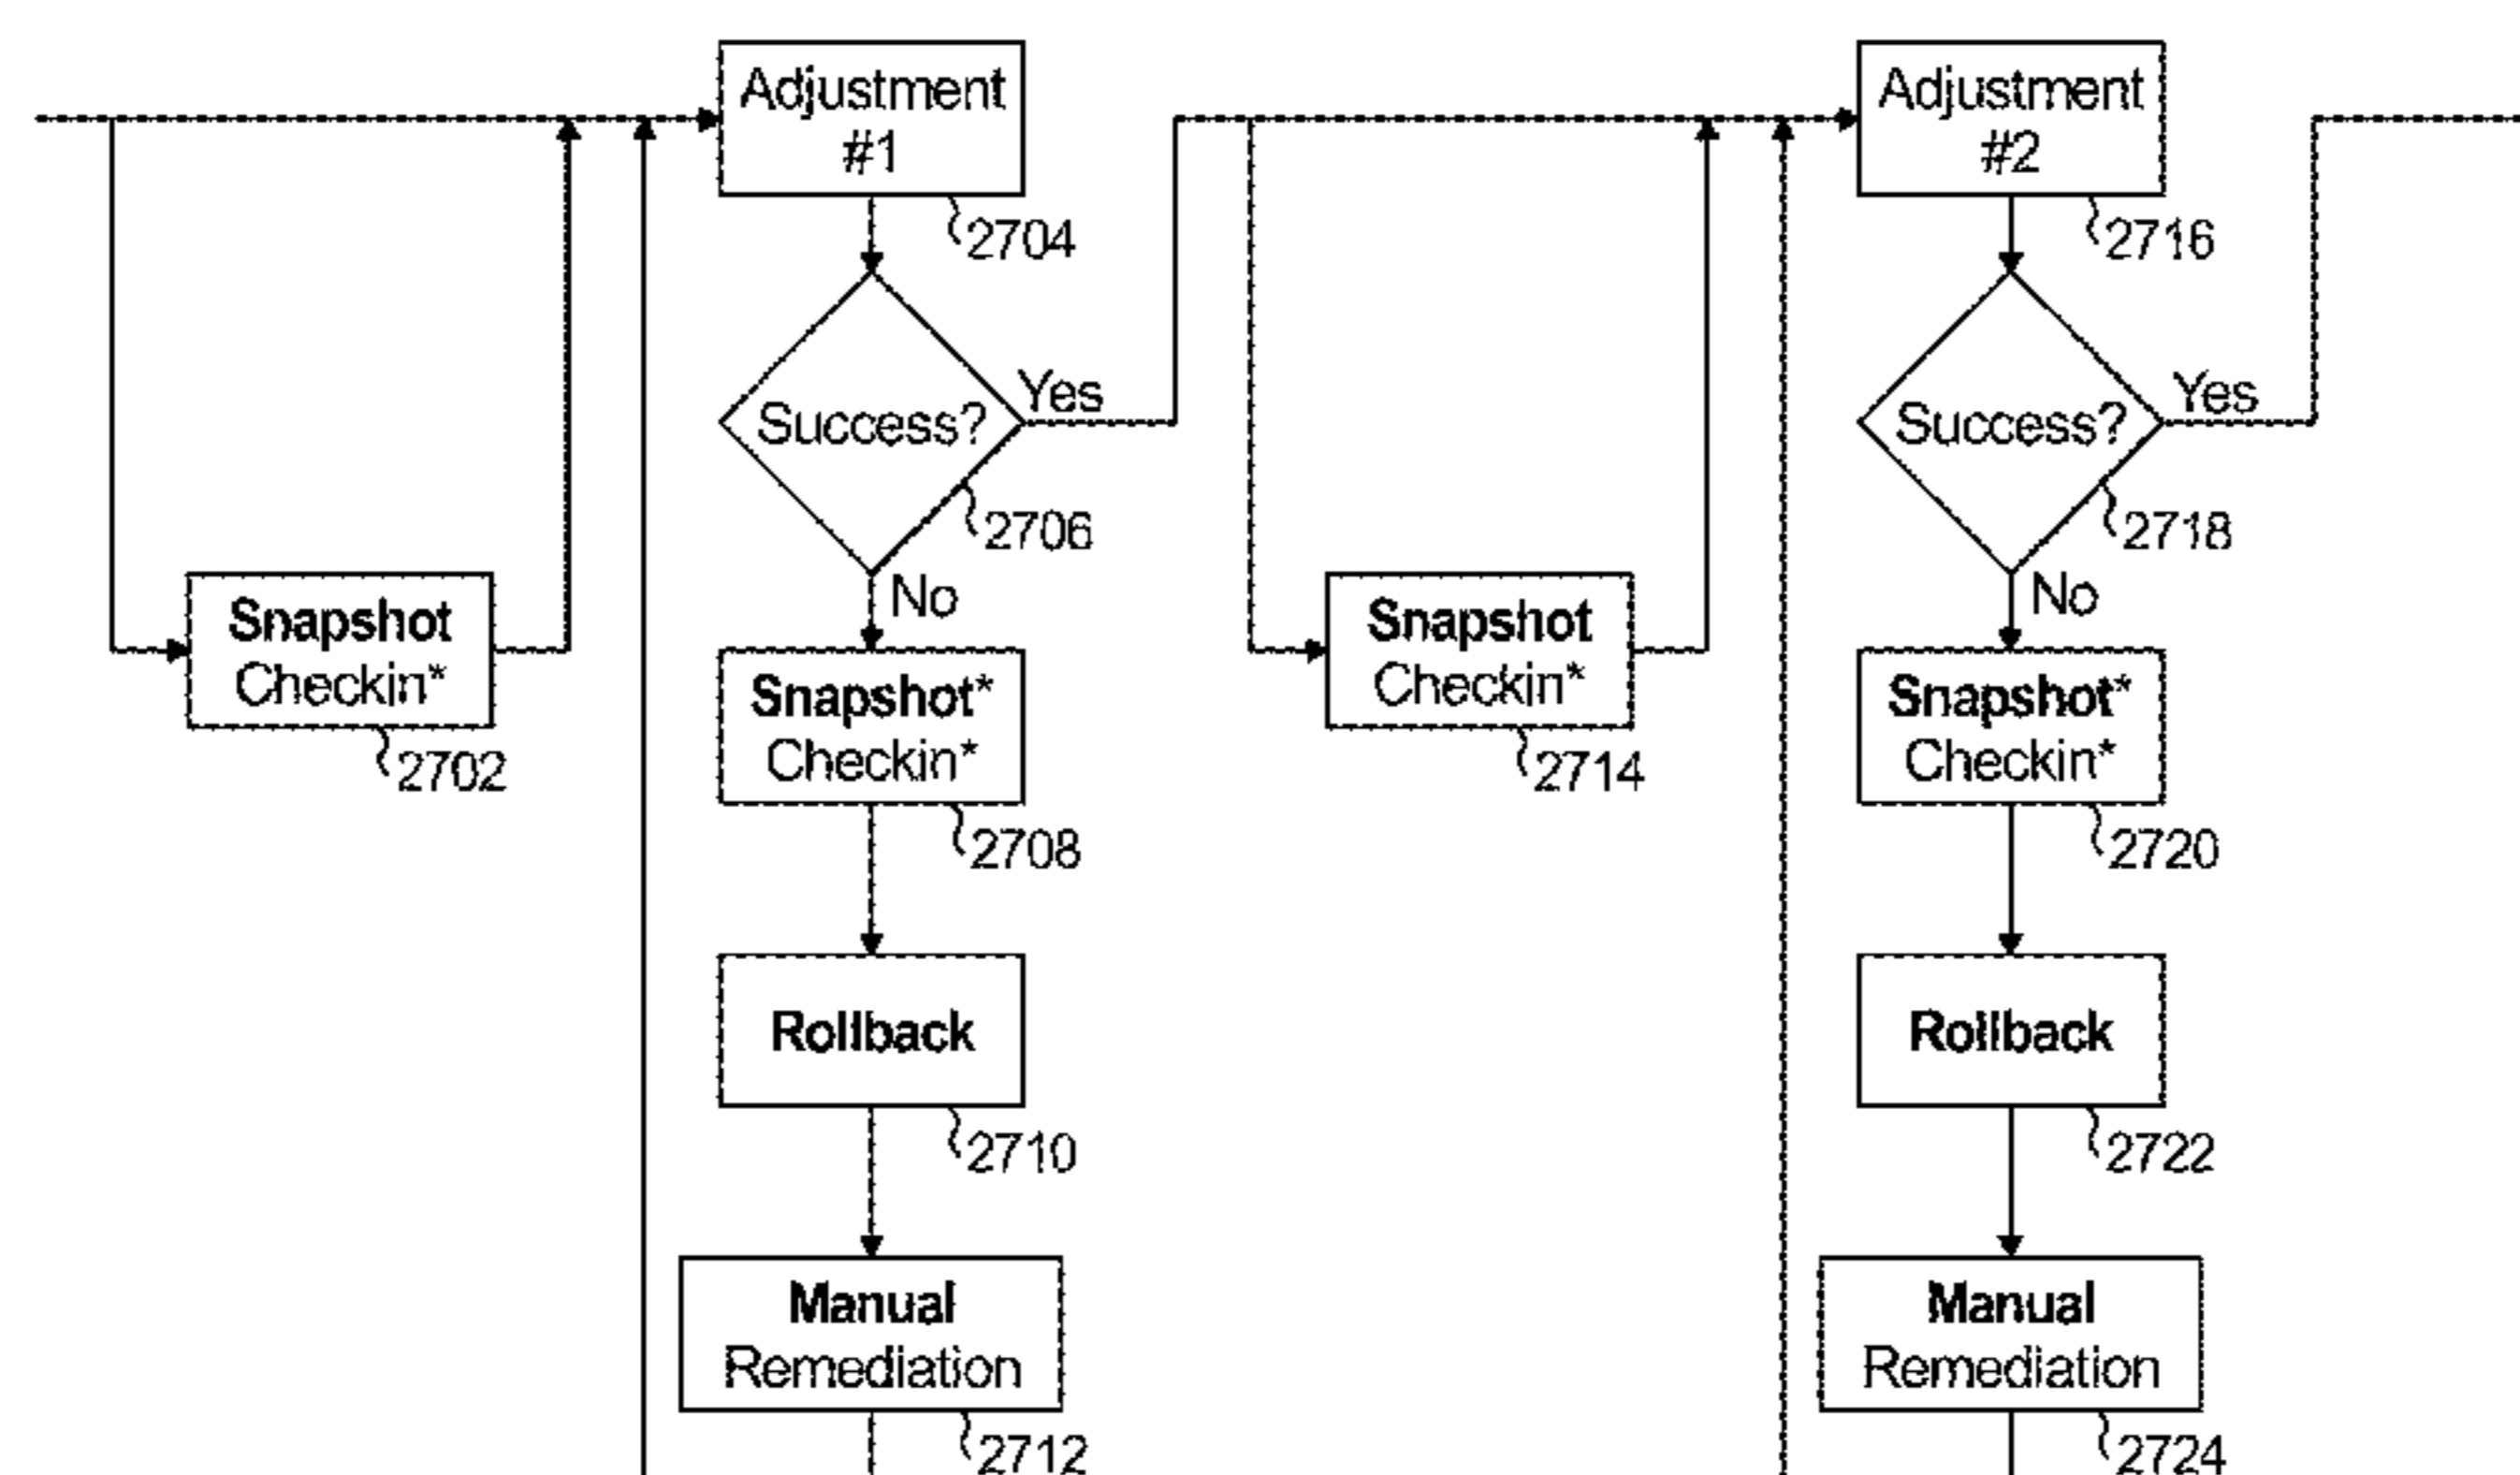 Adjustment
#1
2704
Success?
Yes
2706
No
Snapshot
Checkin*
2702
Snapshot*
Checkin*
2708
Rollback
2710
Manual
Remediation
2712
Adjustment
#2
2716
Success?
Yes
2718
No
Snapshot
Checkin*
2714
Snapshot*
Checkin*
2720
Rollback
2722
Manual
Remediation
2724